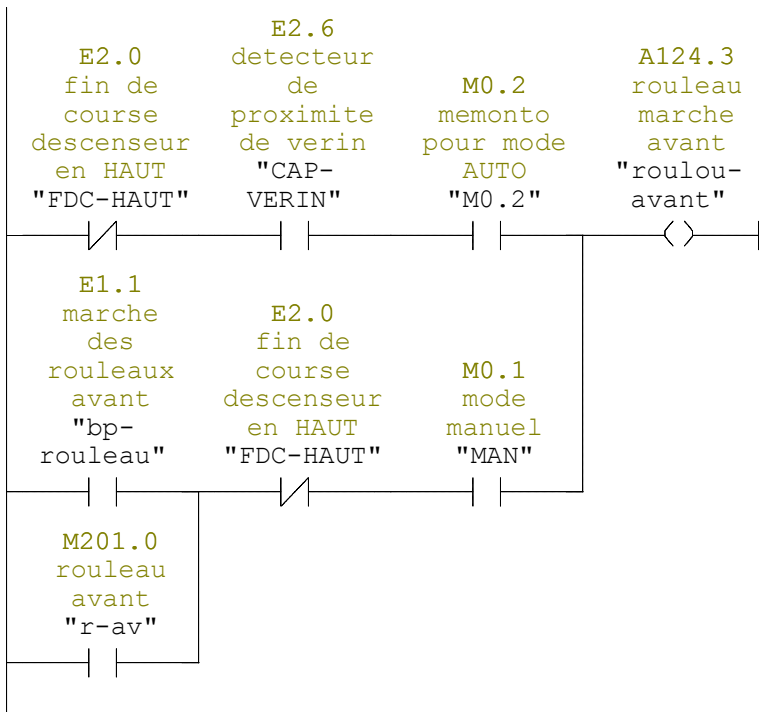 E2.0
fin de
course
descenseur
en HAUT
"FDC-HAUT"
E2.6
detecteur
de
proximite
de verin
"CAP-
VERIN"
M0.2
memonto
pour mode
AUTO
"M0.2"
A124.3
rouleau
marche
avant
"roulou-
avant"
E1.1
marche
des
rouleaux
avant
"bp-
rouleau"
E2.0
fin de
course
descenseur
en HAUT
"FDC-HAUT"
M0.1
mode
manuel
"MAN"
M201.0
rouleau
avant
"r-av"